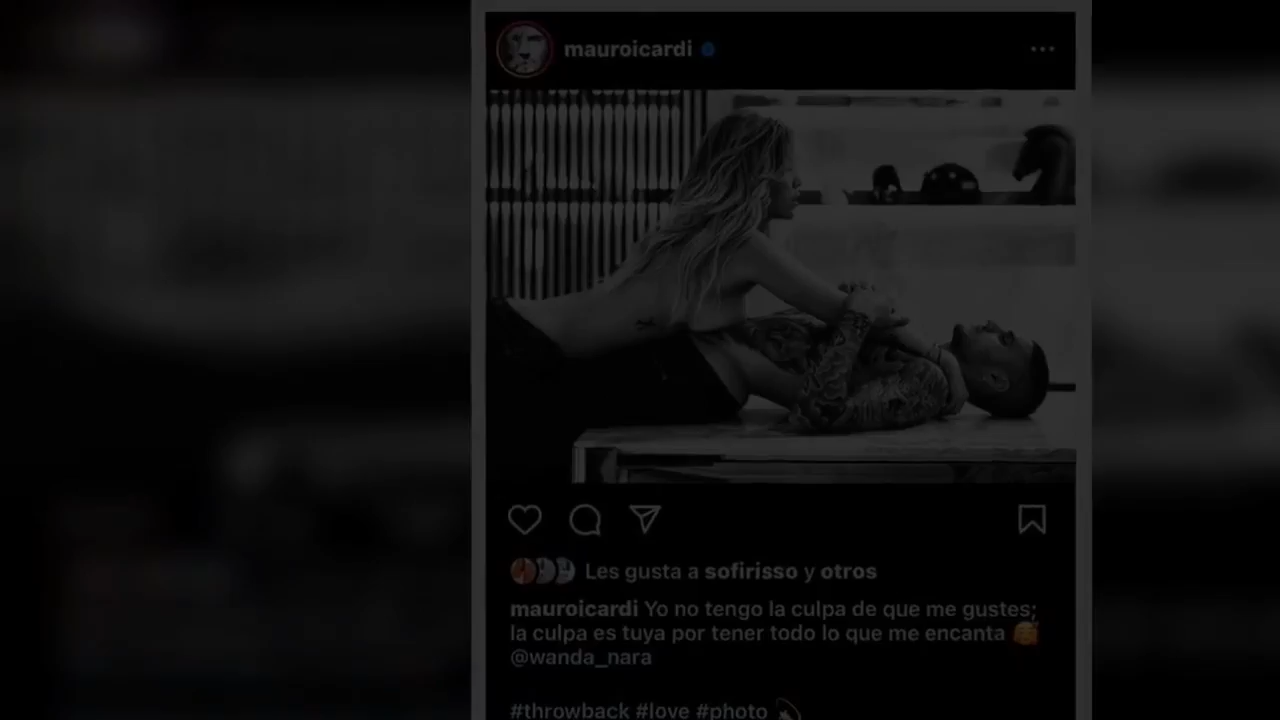 mauroicardi
Les gusta a sofirisso y otros
mauroicardi Yo no tengo la culpa de que me gustes;
la culpa es tuya por tener todo lo que me encanta 🥰
@wanda_nara
#throwback #love #photo